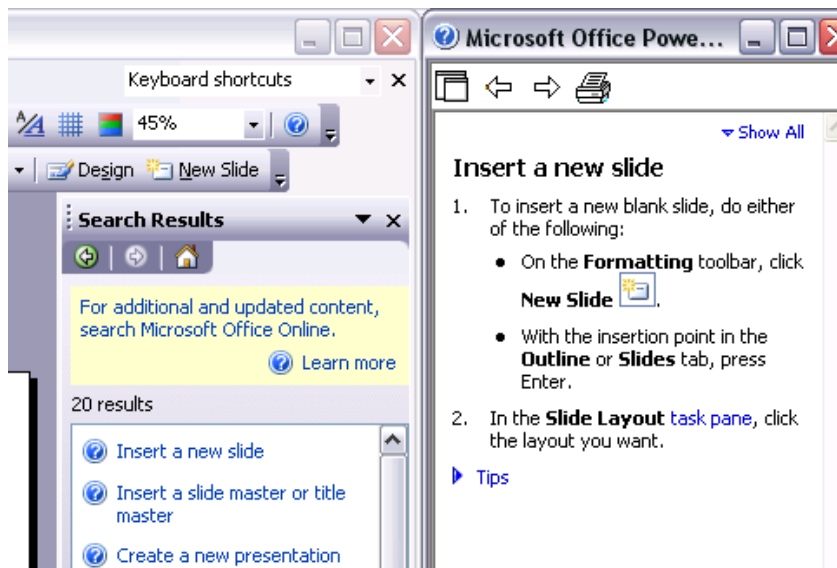 Keyboard shortcuts
45%
Design New Slide
Search Results
For additional and updated content,
search Microsoft Office Online.
Learn more
20 results
Insert a new slide
Insert a slide master or title
master
Create a new presentation
Microsoft Office Powe...
Show All
Insert a new slide
1. To insert a new blank slide, do either
of the following:
• On the Formatting toolbar, click
New Slide .
• With the insertion point in the
Outline or Slides tab, press
Enter.
2. In the Slide Layout task pane, click
the layout you want.
Tips